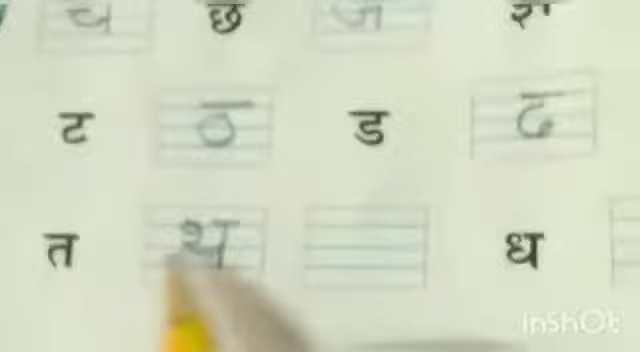 च छ ज झ
ट ठ ड ढ
त थ ध
InShOt